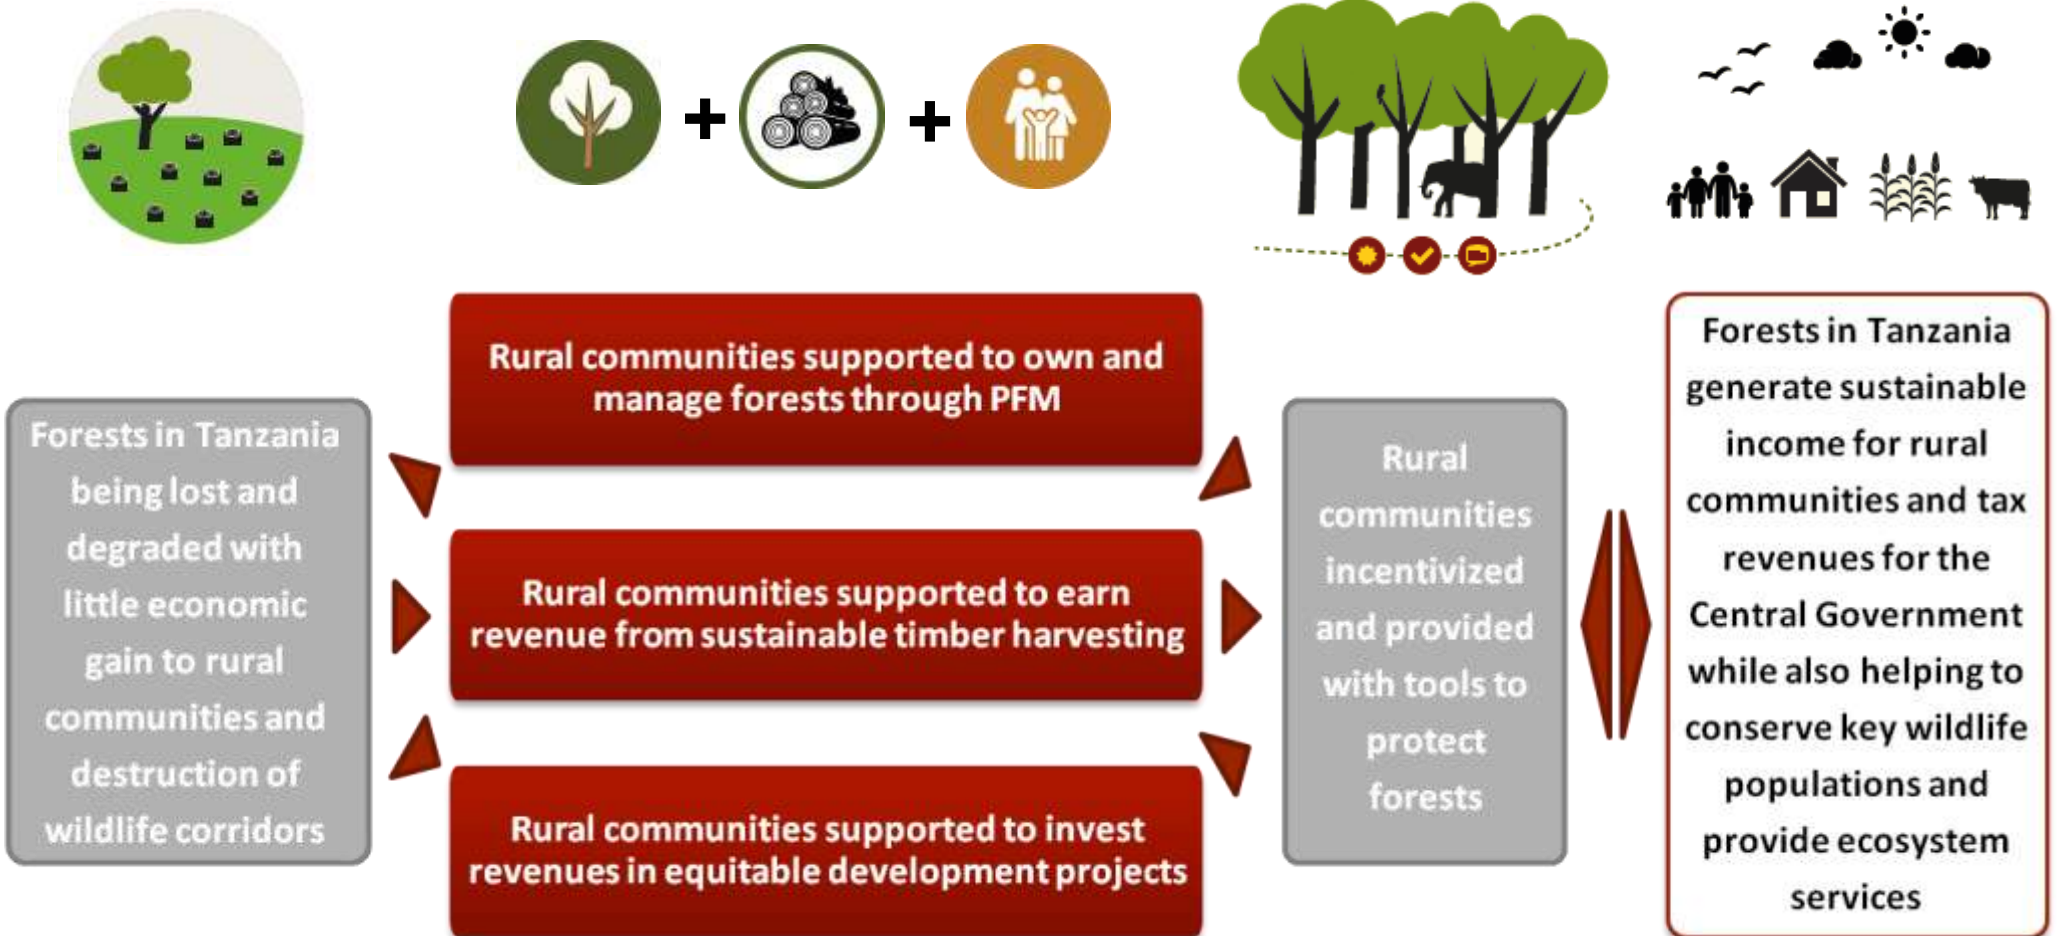 Forests in Tanzania
being lost and
degraded with
little economic
gain to rural
communities and
destruction of
wildlife corridors
Rural communities supported to own and
manage forests through PFM
Rural communities supported to earn
revenue from sustainable timber harvesting
Rural communities supported to invest
revenues in equitable development projects
Rural
communities
incentivized
and provided
with tools to
protect
forests
Forests in Tanzania
generate sustainable
income for rural
communities and tax
revenues for the
Central Government
while also helping to
conserve key wildlife
populations and
provide ecosystem
services